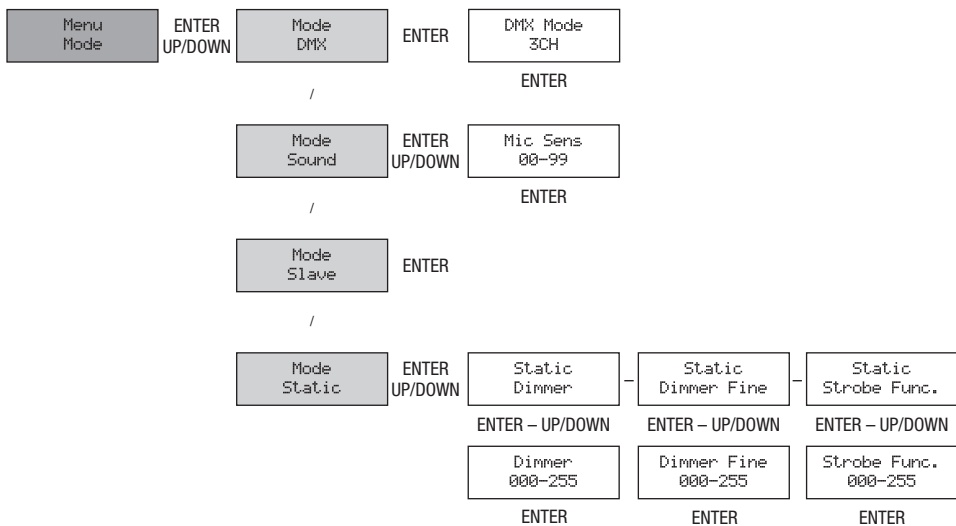 Menu
Mode
ENTER
UP/DOWN
Mode
DMX
ENTER
DMX Mode
3CH
ENTER
/
Mode
Sound
ENTER
UP/DOWN
Mic Sens
00-99
ENTER
/
Mode
Slave
ENTER
/
Mode
Static
ENTER
UP/DOWN
Static
Dimmer
–
Static
Dimmer Fine
–
Static
Strobe Func.
ENTER – UP/DOWN
ENTER – UP/DOWN
ENTER – UP/DOWN
Dimmer
000-255
Dimmer Fine
000-255
Strobe Func.
000-255
ENTER
ENTER
ENTER